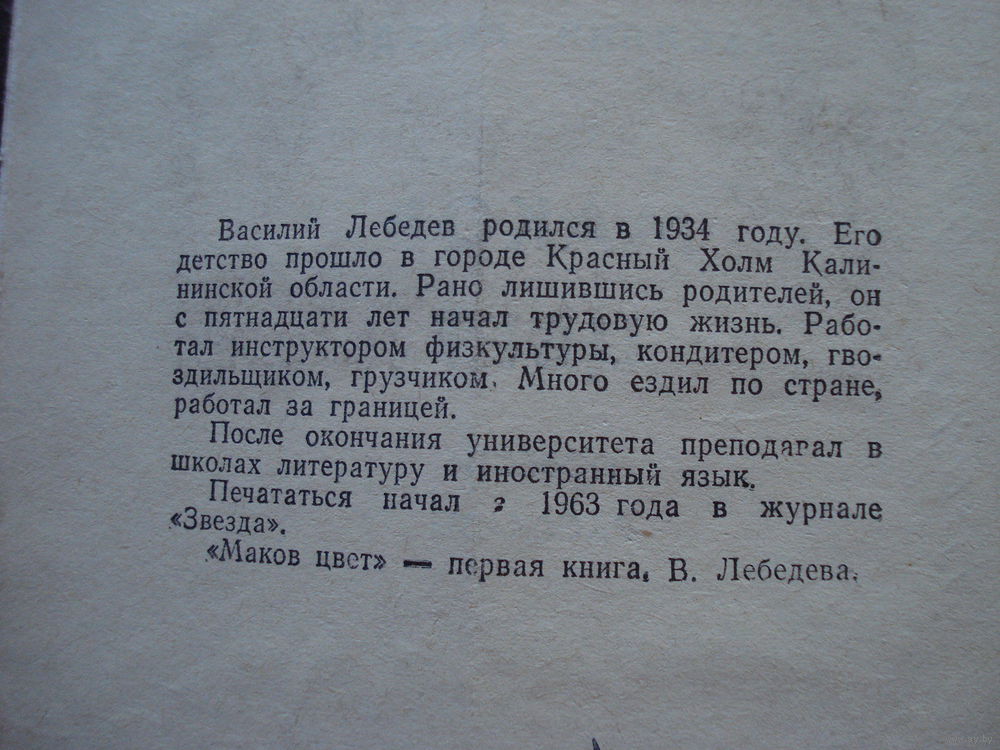 Василий Лебедев родился в 1934 году. Его
детство прошло в городе Красный Холм Кали-
нинской области. Рано лишившись родителей, он
с пятнадцати лет начал трудовую жизнь. Рабо-
тал инструктором физкультуры, кондитером, гво-
здильщиком, грузчиком. Много ездил по стране,
работал за границей.
После окончания университета преподавал в
школах литературу и иностранный язык.
Печататься начал с 1963 года в журнале
«Звезда».
«Маков цвет» — первая книга. В. Лебедева.